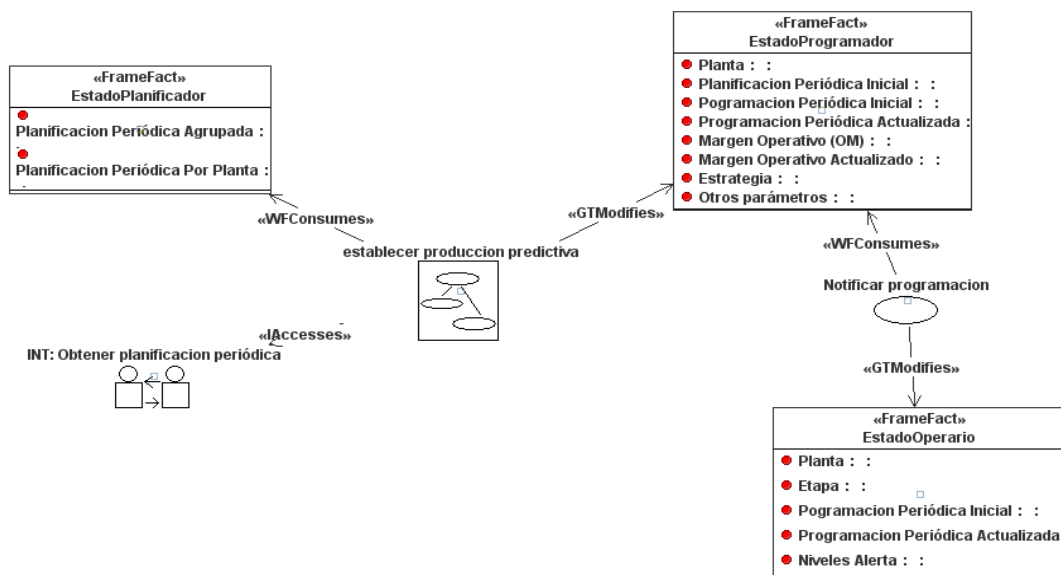 «FrameFact»
EstadoProgramador
Planta : :
Planificacion Periódica Inicial : :
Pogramacion Periódica Inicial : :
Programacion Periódica Actualizada :
Margen Operativo (OM) : :
Margen Operativo Actualizado : :
Estrategia : :
Otros parámetros : :
«FrameFact»
EstadoPlanificador
Planificacion Periódica Agrupada :
Planificacion Periódica Por Planta :
«WFConsumes»
«GTModifies»
establecer produccion predictiva
«WFConsumes»
Notificar programacion
«IAccesses»
INT: Obtener planificacion periódica
«GTModifies»
«FrameFact»
EstadoOperario
Planta : :
Etapa : :
Pogramacion Periódica Inicial : :
Programacion Periódica Actualizada
Niveles Alerta : :